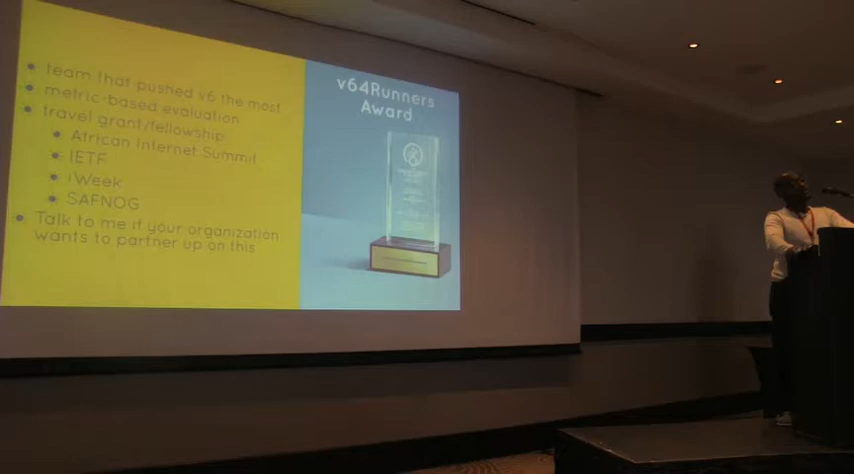 • team that pushed v6 the most
• metric-based evaluation
• travel grant/fellowship
• African Internet Summit
• IETF
• iWeek
• SAFNOG
• Talk to me if your organization
wants to partner up on this
v64Runners
Award